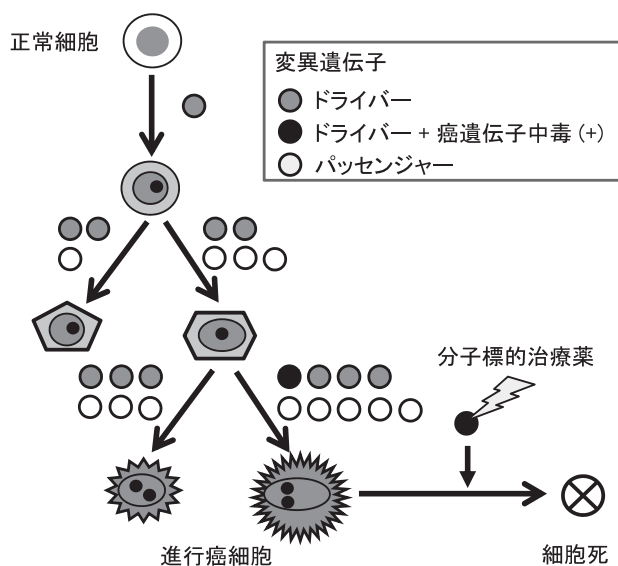 正常細胞
変異遺伝子
ドライバー
ドライバー + 癌遺伝子中毒 (+)
パッセンジャー
分子標的治療薬
進行癌細胞
細胞死